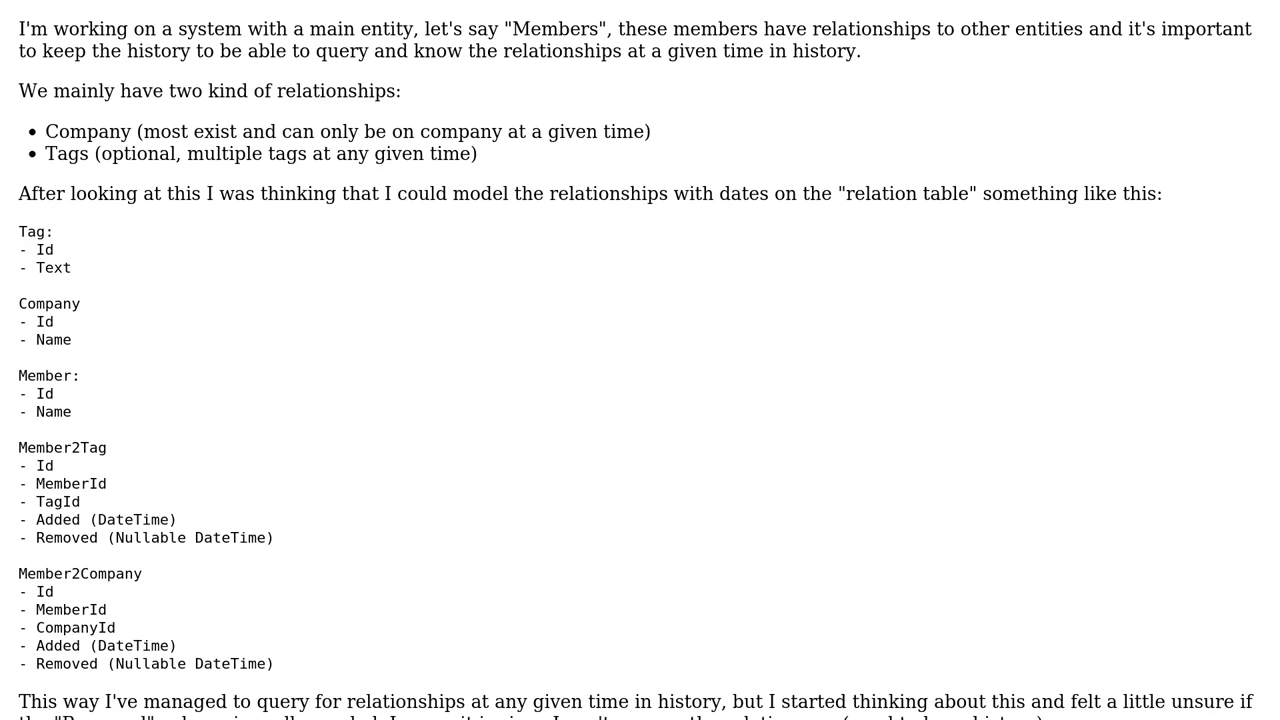 I'm working on a system with a main entity, let's say "Members", these members have relationships to other entities and it's important
to keep the history to be able to query and know the relationships at a given time in history.
We mainly have two kind of relationships:
• Company (most exist and can only be on company at a given time)
• Tags (optional, multiple tags at any given time)
After looking at this I was thinking that I could model the relationships with dates on the "relation table" something like this:
Tag:
- Id
- Text
Company
- Id
- Name
Member:
- Id
- Name
Member2Tag
- Id
- MemberId
- TagId
- Added (DateTime)
- Removed (Nullable DateTime)
Member2Company
- Id
- MemberId
- CompanyId
- Added (DateTime)
- Removed (Nullable DateTime)
This way I've managed to query for relationships at any given time in history, but I started thinking about this and felt a little unsure if